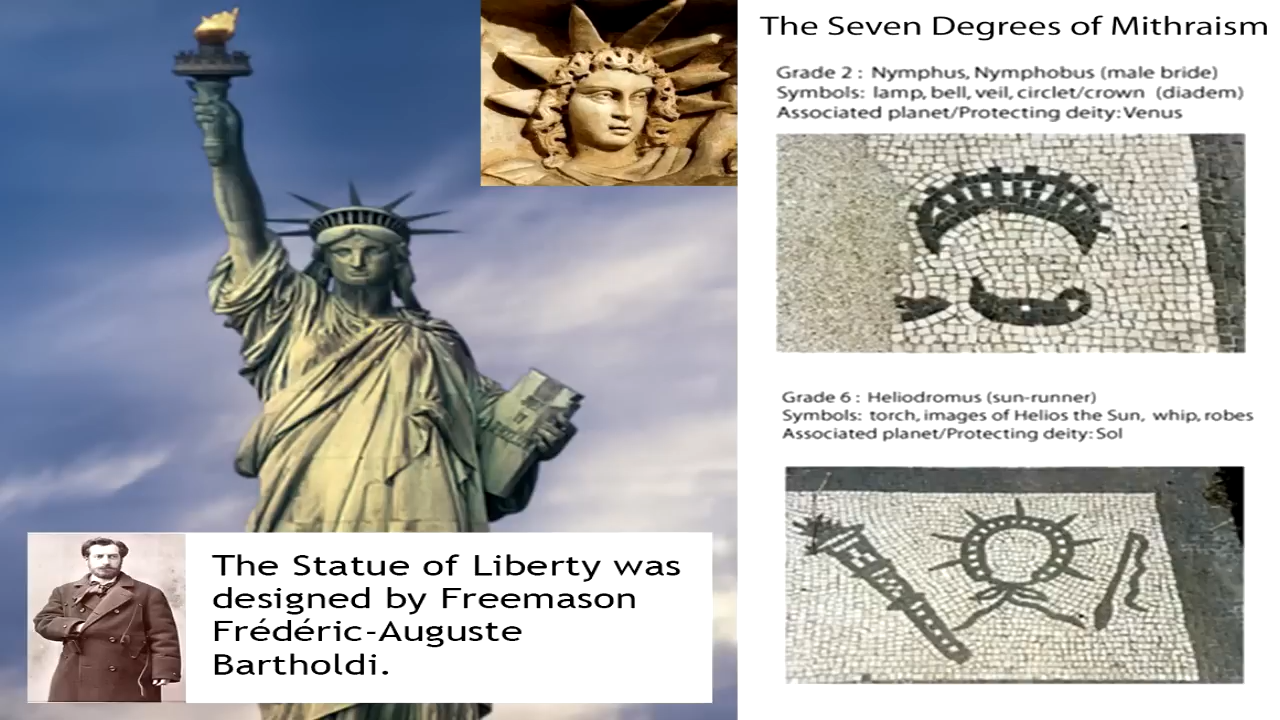 The Seven Degrees of Mithraism
Grade 2 : Nymphus, Nymphobus (male bride)
Symbols: lamp, bell, veil, circlet/crown (diadem)
Associated planet/Protecting deity: Venus
Grade 6 : Heliodromus (sun-runner)
Symbols: torch, images of Helios the Sun, whip, robes
Associated planet/Protecting deity: Sol
The Statue of Liberty was
designed by Freemason
Frédéric-Auguste
Bartholdi.